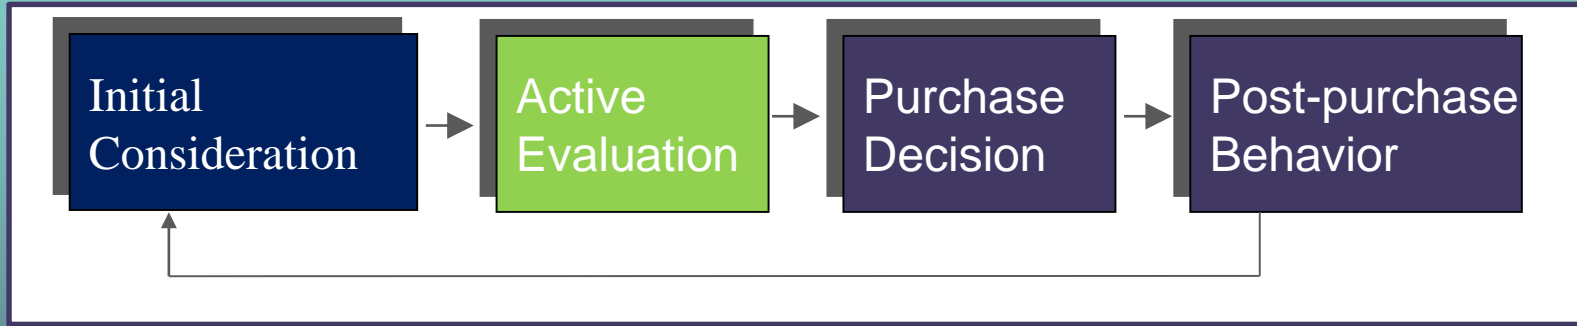 Initial
Consideration
Active
Evaluation
Purchase
Decision
Post-purchase
Behavior